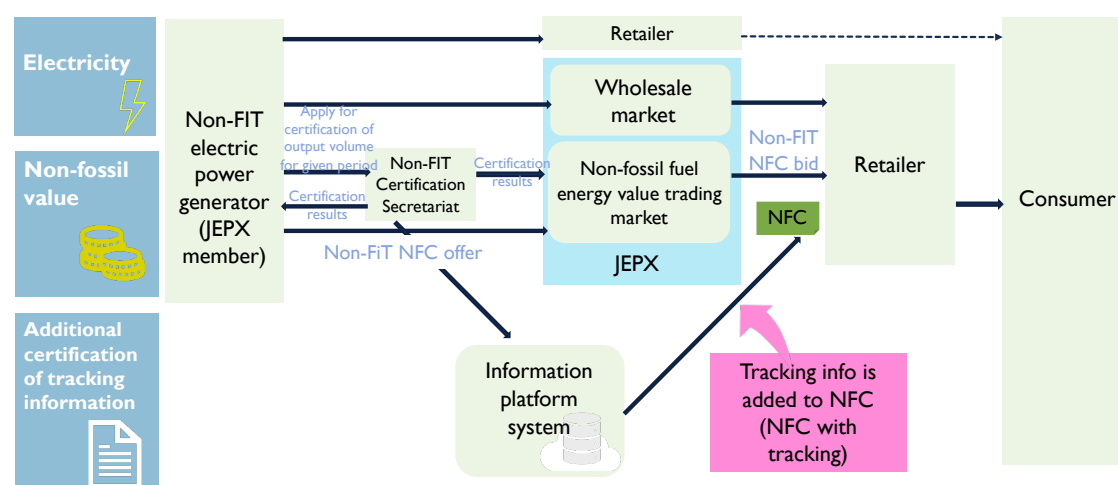 Electricity
Non-fossil
value
Additional
certification
of tracking
information
Non-FIT
electric
power
generator
(JEPX
member)
Apply for
certification of
output volume
for given period
Certification
results
Non-FIT
Certification
Secretariat
Certification
results
Non-FiT NFC offer
Retailer
Wholesale
market
Non-fossil fuel
energy value trading
market
JEPX
Non-FIT
NFC bid
NFC
Retailer
Consumer
Information
platform
system
Tracking info is
added to NFC
(NFC with
tracking)